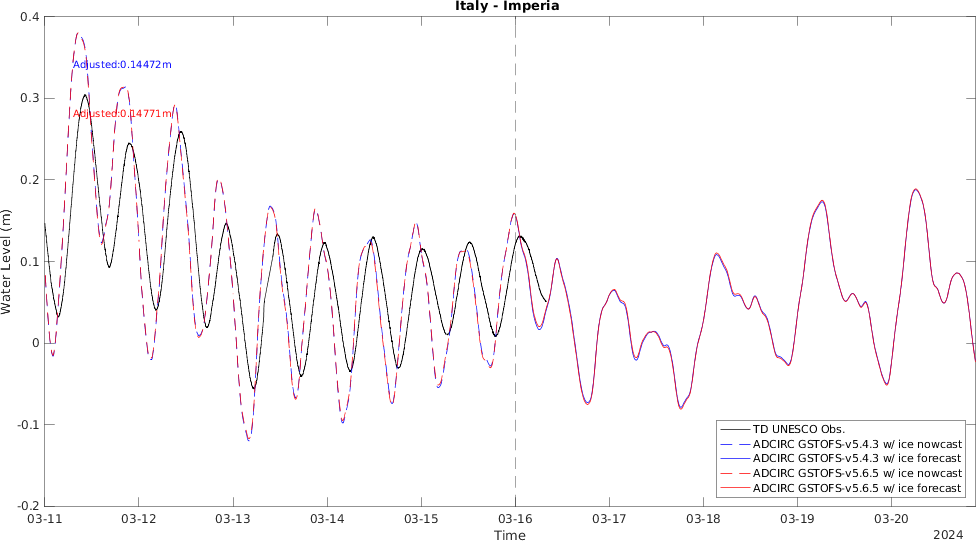 Italy - Imperia
0.4
0.3
0.2
0.1
0
-0.1
-0.2
Water Level (m)
Adjusted:0.14472m
Adjusted:0.14771m
TD UNESCO Obs.
ADCIRC GSTOFS-v5.4.3 w/ ice nowcast
ADCIRC GSTOFS-v5.4.3 w/ ice forecast
ADCIRC GSTOFS-v5.6.5 w/ ice nowcast
ADCIRC GSTOFS-v5.6.5 w/ ice forecast
03-11 03-12 03-13 03-14 03-15 03-16 03-17 03-18 03-19 03-20
Time
2024